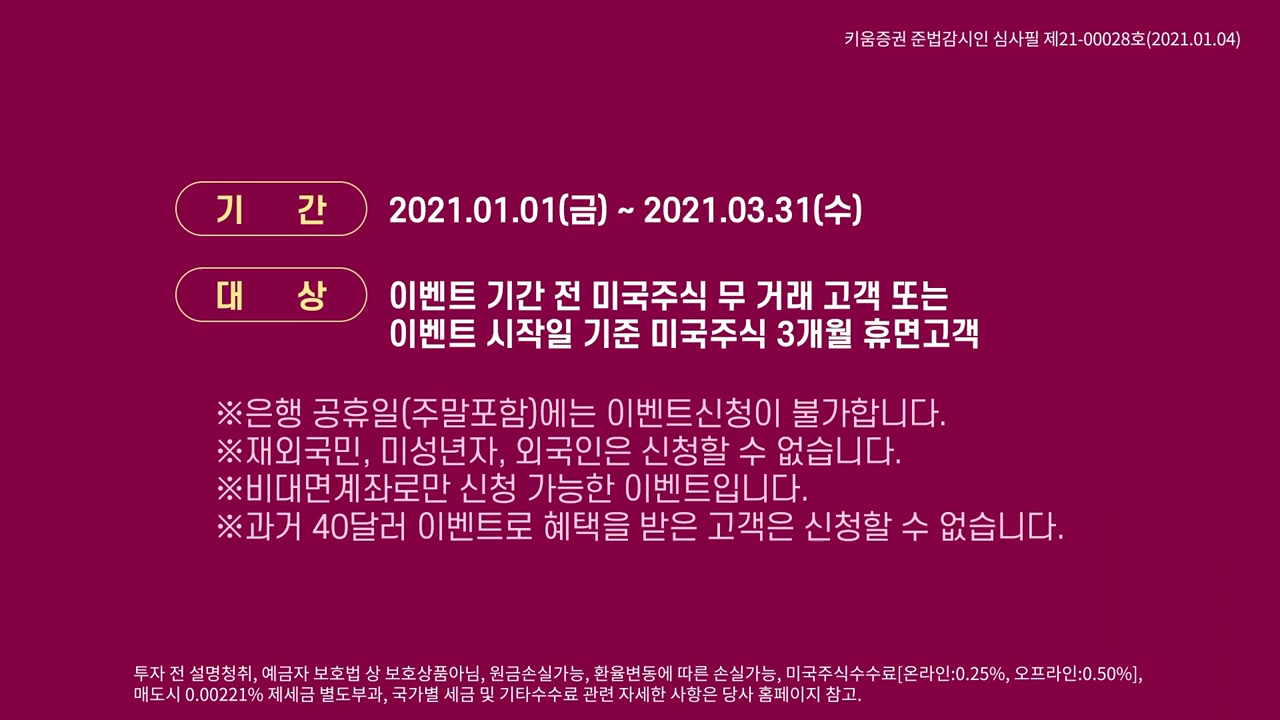 키움증권 준법감시인 심사필 제21-00028호(2021.01.04)
기 간 2021.01.01(금) ~ 2021.03.31(수)
대 상 이벤트 기간 전 미국주식 무 거래 고객 또는
이벤트 시작일 기준 미국주식 3개월 휴면고객
※은행 공휴일(주말포함)에는 이벤트신청이 불가합니다.
※재외국민, 미성년자, 외국인은 신청할 수 없습니다.
※비대면계좌로만 신청 가능한 이벤트입니다.
※과거 40달러 이벤트로 혜택을 받은 고객은 신청할 수 없습니다.
투자 전 설명청취, 예금자 보호법 상 보호상품아님, 원금손실가능, 환율변동에 따른 손실가능, 미국주식수수료[온라인:0.25%, 오프라인:0.50%],
매도시 0.00221% 제세금 별도부과, 국가별 세금 및 기타수수료 관련 자세한 사항은 당사 홈페이지 참고.